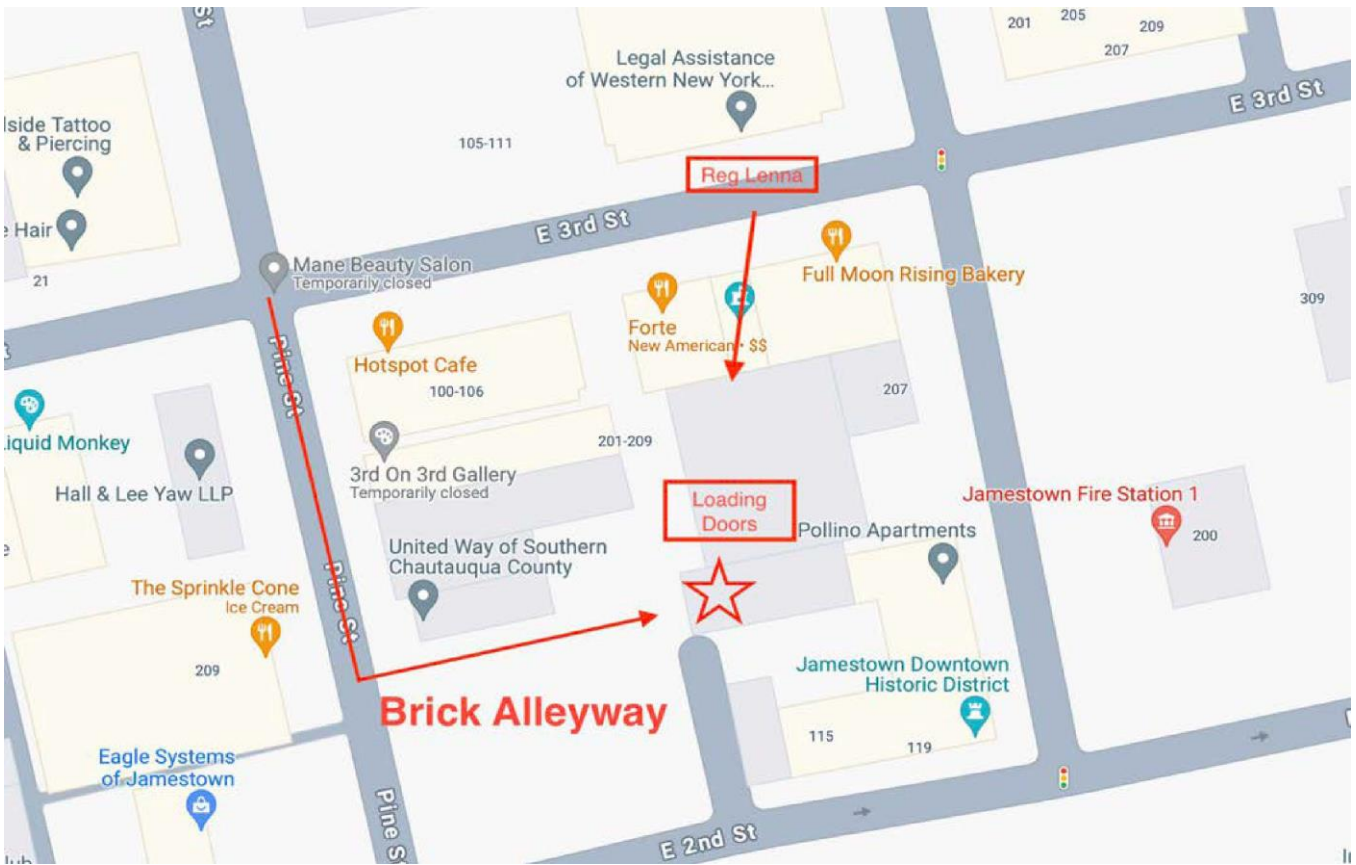 St
201
205
209
207
Legal Assistance
of Western New York...
E 3rd St
lside Tattoo
& Piercing
105-111
Reg Lenna
e Hair
E 3rd St
21
Mane Beauty Salon
Temporarily closed
Full Moon Rising Bakery
309
Forte
New American • $$
Hotspot Cafe
100-106
Pine St
207
Liquid Monkey
201-209
3rd On 3rd Gallery
Temporarily closed
Hall & Lee Yaw LLP
Loading
Doors
Jamestown Fire Station 1
200
Pollino Apartments
United Way of Southern
Chautauqua County
The Sprinkle Cone
Ice Cream
Pine St
209
Jamestown Downtown
Historic District
Brick Alleyway
115
119
Eagle Systems
of Jamestown
Pine St
E 2nd St